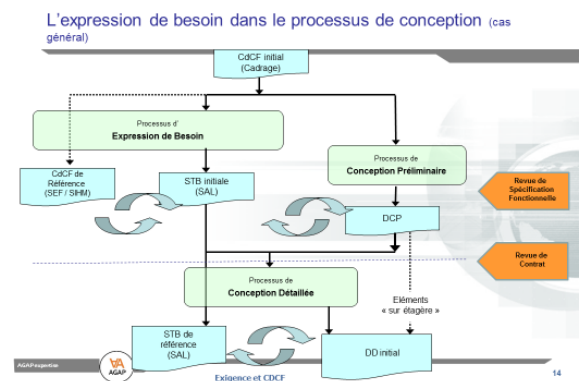 L'expression de besoin dans le processus de conception (cas
général)
CdCF initial
(Cadrage)
Processus d'
Expression de Besoin
Processus de
Conception Préliminaire
CdCF de
Référence
(SEF / SIHM)
STB initiale
(SAL)
DCP
Revue de
Spécification
Fonctionnelle
Revue de
Contrat
Processus de
Conception Détaillée
Eléments
« sur étagère »
STB de
référence
(SAL)
DD initial
AGAP expertise
AGAP
Exigence et CDCF
14